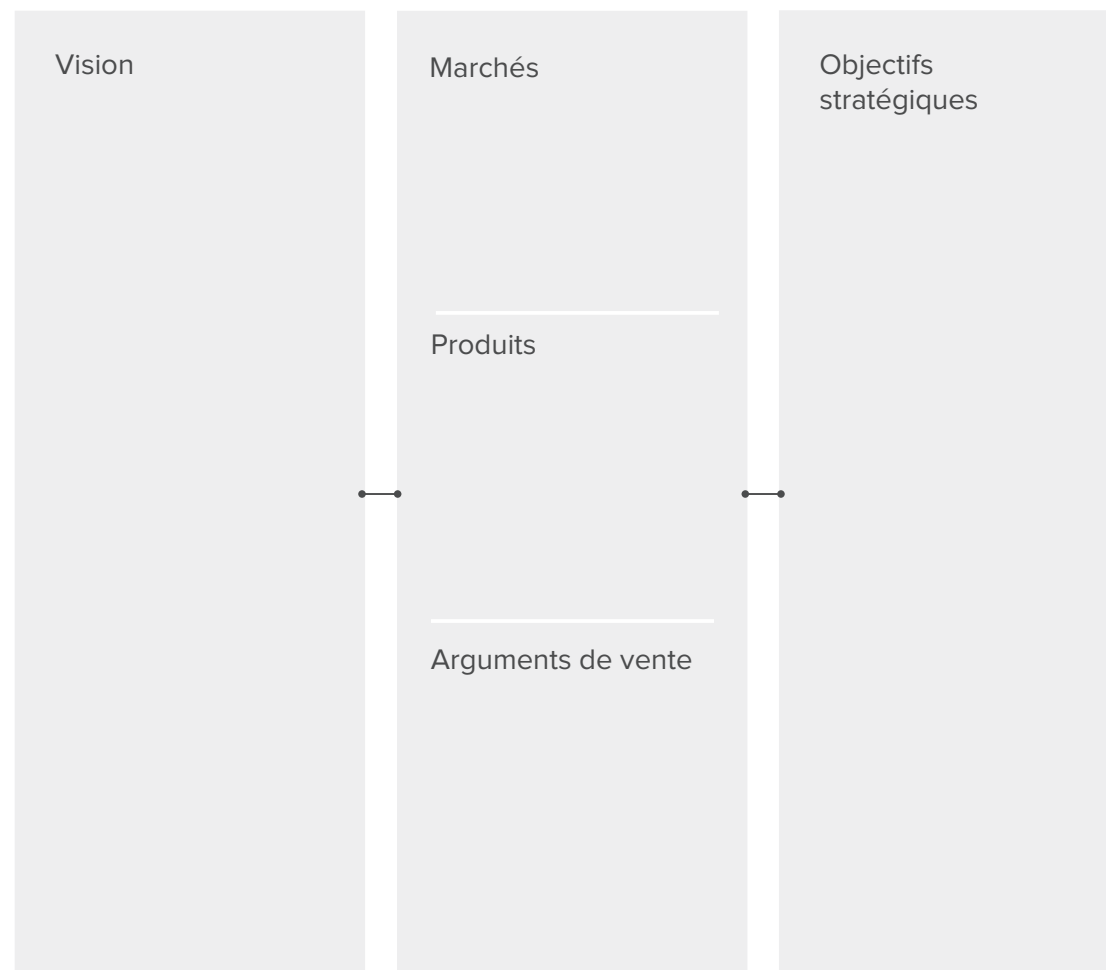 Vision
Marchés
Produits
Arguments de vente
Objectifs
stratégiques